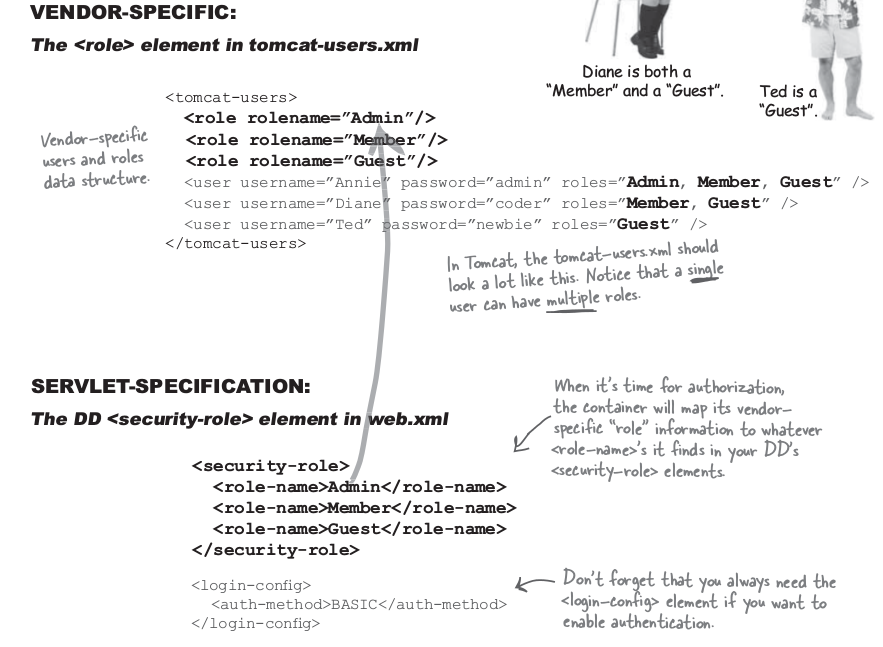 VENDOR-SPECIFIC:
The <role> element in tomcat-users.xml
Diane is both a
“Member” and a “Guest”.
Ted is a
“Guest”.
Vendor-specific
users and roles
data structure.
<tomcat-users>
<role rolename=”Admin”/>
<role rolename=”Member”/>
<role rolename=”Guest”/>
<user username=”Annie” password=”admin” roles=”Admin, Member, Guest” />
<user username=”Diane” password=”coder” roles=”Member, Guest” />
<user username=”Ted” password=”newbie” roles=”Guest” />
</tomcat-users>
In Tomcat, the tomcat-users.xml should
look a lot like this. Notice that a single
user can have multiple roles.
SERVLET-SPECIFICATION:
The DD <security-role> element in web.xml
When it’s time for authorization,
the container will map its vendor-
specific “role” information to whatever
<role-name>’s it finds in your DD’s
<security-role> elements.
<security-role>
<role-name>Admin</role-name>
<role-name>Member</role-name>
<role-name>Guest</role-name>
</security-role>
<login-config>
<auth-method>BASIC</auth-method>
</login-config>
Don’t forget that you always need the
<login-config> element if you want to
enable authentication.